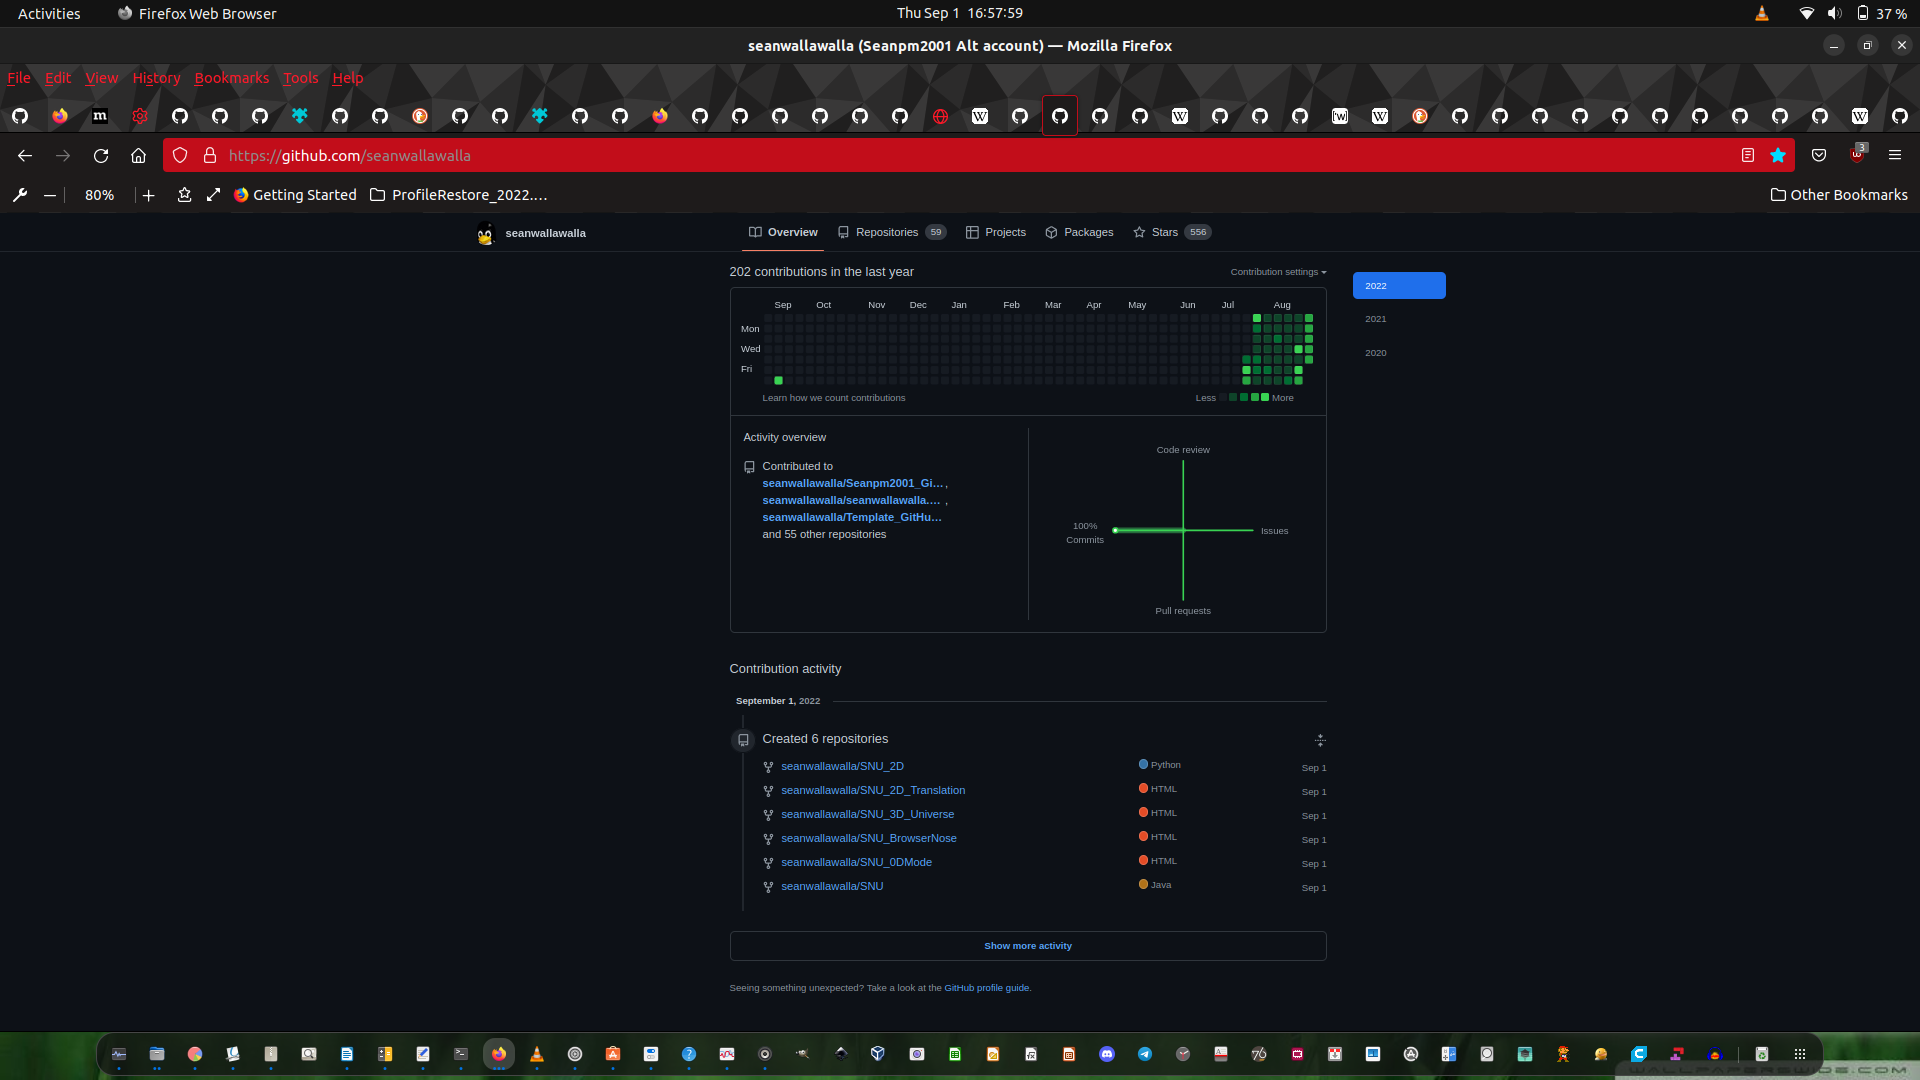 Activities Firefox Web Browser Thu Sep 1 16:57:59 37 %
seanwallawalla (Seanpm2001 Alt account) — Mozilla Firefox
File Edit View History Bookmarks Tools Help
https://github.com/seanwallawalla 3
80% Getting Started ProfileRestore_2022.… Other Bookmarks
seanwallawalla Overview Repositories 59 Projects Packages Stars 556
202 contributions in the last year Contribution settings
2022
2021
2020
Sep Oct Nov Dec Jan Feb Mar Apr May Jun Jul Aug
Mon
Wed
Fri
Learn how we count contributions Less More
Activity overview
Contributed to
seanwallawalla/Seanpm2001_Gi…,
seanwallawalla/seanwallawalla.… ,
seanwallawalla/Template_GitHu…
and 55 other repositories
Code review
100%
Commits
Issues
Pull requests
Contribution activity
September 1, 2022
Created 6 repositories
seanwallawalla/SNU_2D Python Sep 1
seanwallawalla/SNU_2D_Translation HTML Sep 1
seanwallawalla/SNU_3D_Universe HTML Sep 1
seanwallawalla/SNU_BrowserNose HTML Sep 1
seanwallawalla/SNU_0DMode HTML Sep 1
seanwallawalla/SNU Java Sep 1
Show more activity
Seeing something unexpected? Take a look at the GitHub profile guide.
WALLPAPERSWIDE.COM